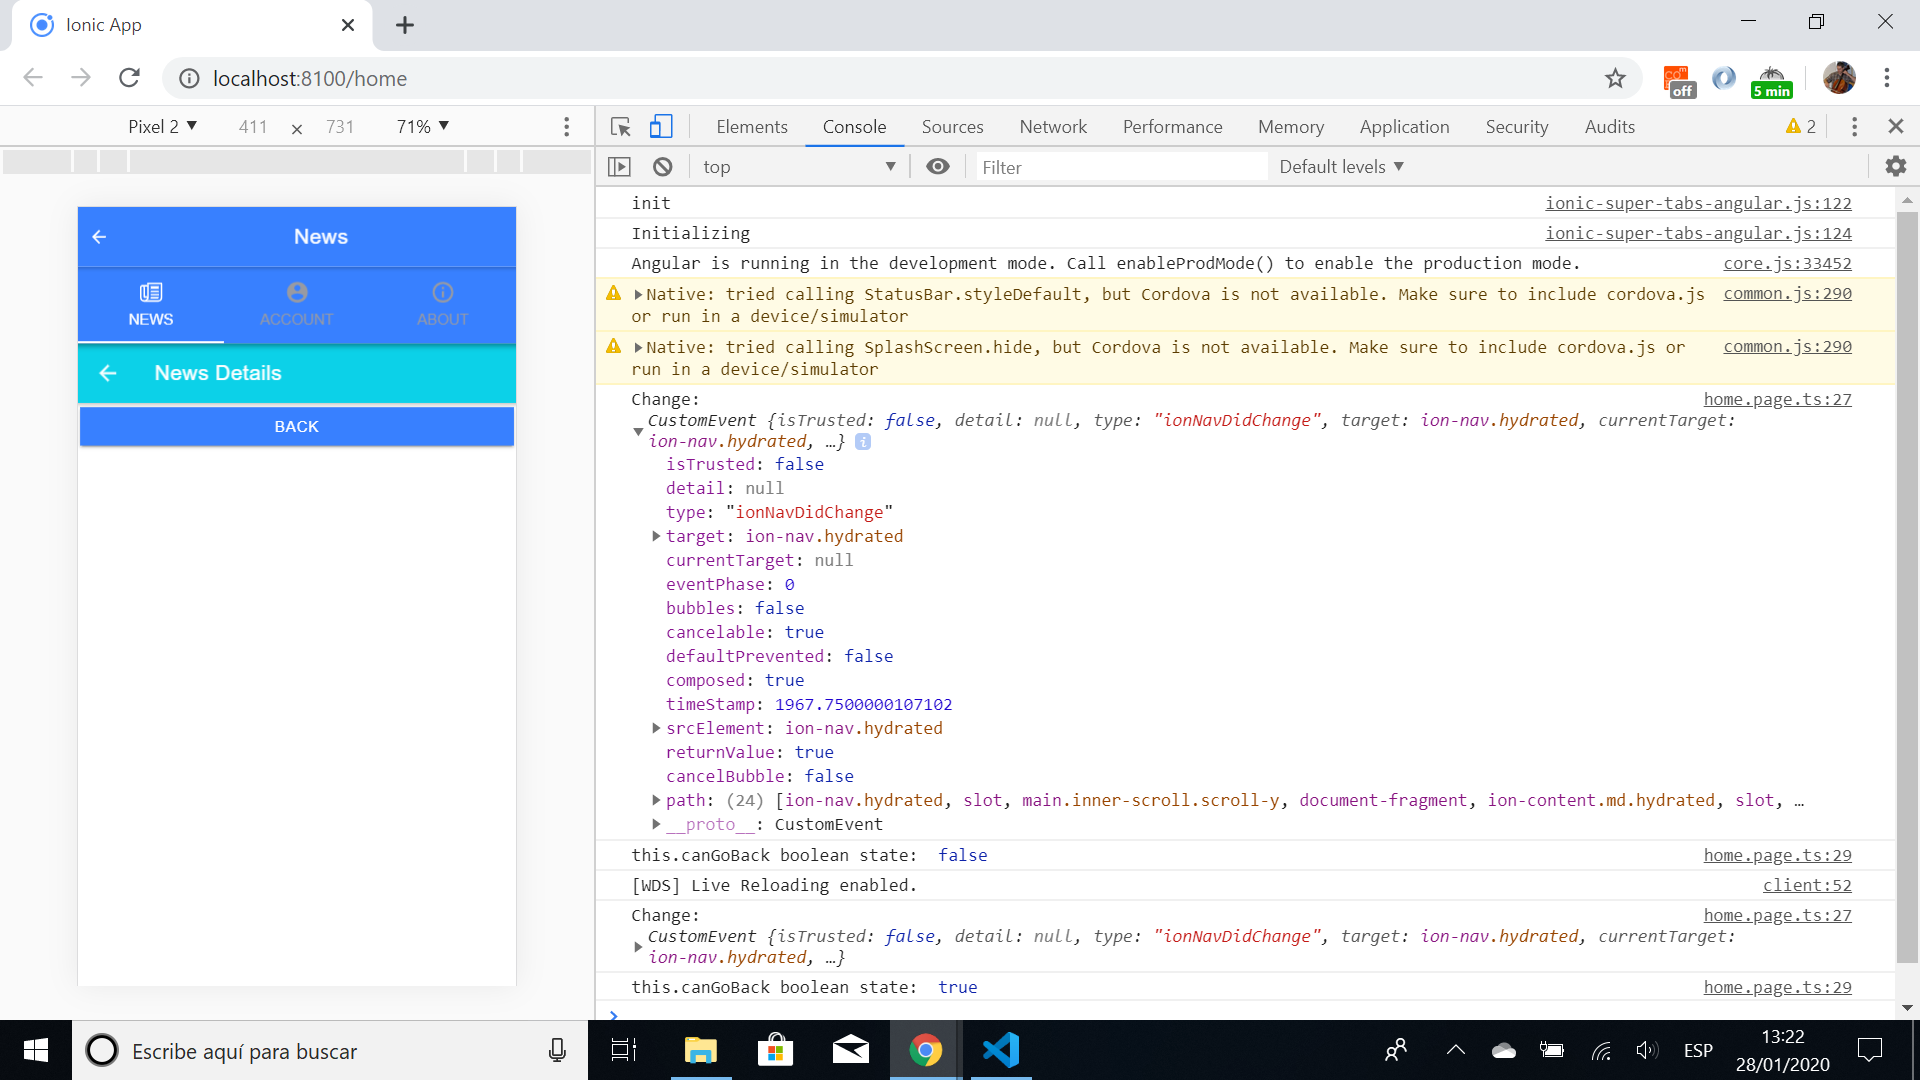 Ionic App
localhost:8100/home
off
5 min
Pixel 2 411 × 731 71%
Elements Console Sources Network Performance Memory Application Security Audits 2
top Filter Default levels
News
NEWS ACCOUNT ABOUT
News Details
BACK
init ionic-super-tabs-angular.js:122
Initializing ionic-super-tabs-angular.js:124
Angular is running in the development mode. Call enableProdMode() to enable the production mode. core.js:33452
Native: tried calling StatusBar.styleDefault, but Cordova is not available. Make sure to include cordova.js common.js:290
or run in a device/simulator
Native: tried calling SplashScreen.hide, but Cordova is not available. Make sure to include cordova.js or common.js:290
run in a device/simulator
Change: home.page.ts:27
CustomEvent {isTrusted: false, detail: null, type: "ionNavDidChange", target: ion-nav.hydrated, currentTarget:
ion-nav.hydrated, …} i
isTrusted: false
detail: null
type: "ionNavDidChange"
target: ion-nav.hydrated
currentTarget: null
eventPhase: 0
bubbles: false
cancelable: true
defaultPrevented: false
composed: true
timeStamp: 1967.7500000107102
srcElement: ion-nav.hydrated
returnValue: true
cancelBubble: false
path: (24) [ion-nav.hydrated, slot, main.inner-scroll.scroll-y, document-fragment, ion-content.md.hydrated, slot, …
__proto__: CustomEvent
this.canGoBack boolean state: false home.page.ts:29
[WDS] Live Reloading enabled. client:52
Change: home.page.ts:27
CustomEvent {isTrusted: false, detail: null, type: "ionNavDidChange", target: ion-nav.hydrated, currentTarget:
ion-nav.hydrated, …}
this.canGoBack boolean state: true home.page.ts:29
Escribe aquí para buscar
ESP
13:22
28/01/2020